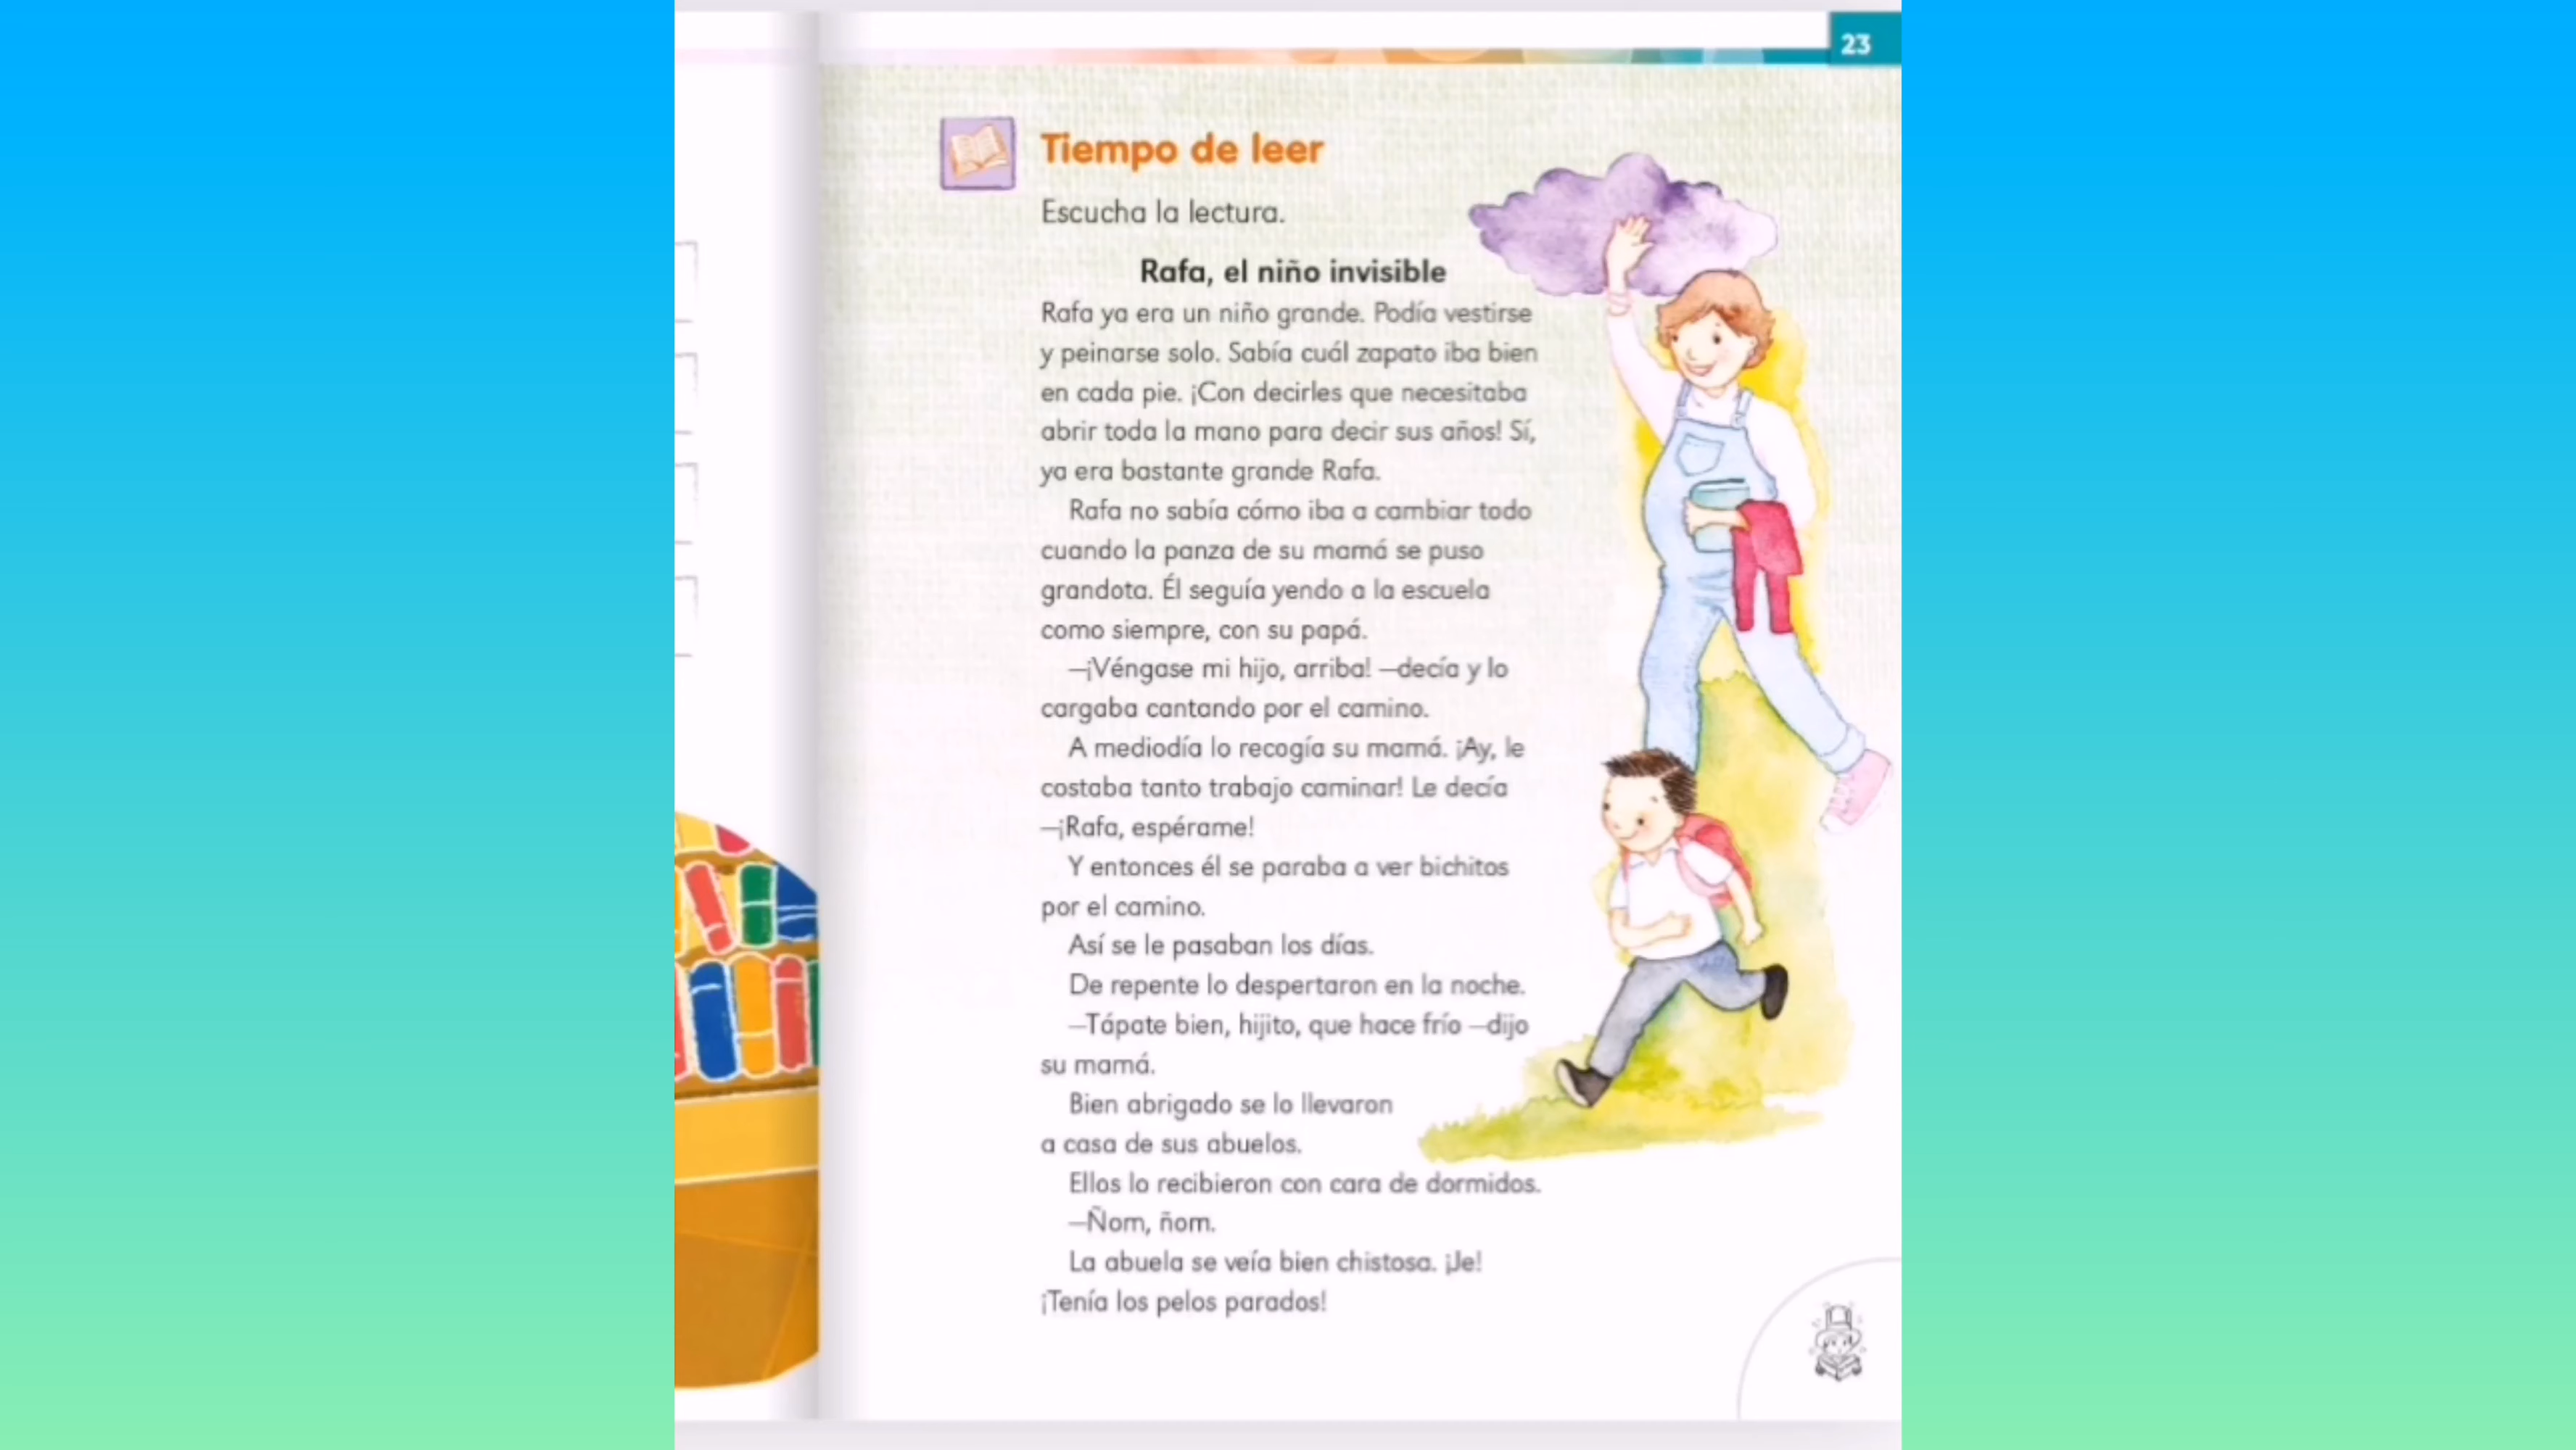 23
Tiempo de leer
Escucha la lectura.
Rafa, el niño invisible
Rafa ya era un niño grande. Podía vestirse
y peinarse solo. Sabía cuál zapato iba bien
en cada pie. ¡Con decirles que necesitaba
abrir toda la mano para decir sus años! Sí,
ya era bastante grande Rafa.
Rafa no sabía cómo iba a cambiar todo
cuando la panza de su mamá se puso
grandota. Él seguía yendo a la escuela
como siempre, con su papá.
—¡Véngase mi hijo, arriba! —decía y lo
cargaba cantando por el camino.
A mediodía lo recogía su mamá. ¡Ay, le
costaba tanto trabajo caminar! Le decía
—¡Rafa, espérame!
Y entonces él se paraba a ver bichitos
por el camino.
Así se le pasaban los días.
De repente lo despertaron en la noche.
—Tápate bien, hijito, que hace frío —dijo
su mamá.
Bien abrigado se lo llevaron
a casa de sus abuelos.
Ellos lo recibieron con cara de dormidos.
—Ñom, ñom.
La abuela se veía bien chistosa. ¡Je!
¡Tenía los pelos parados!